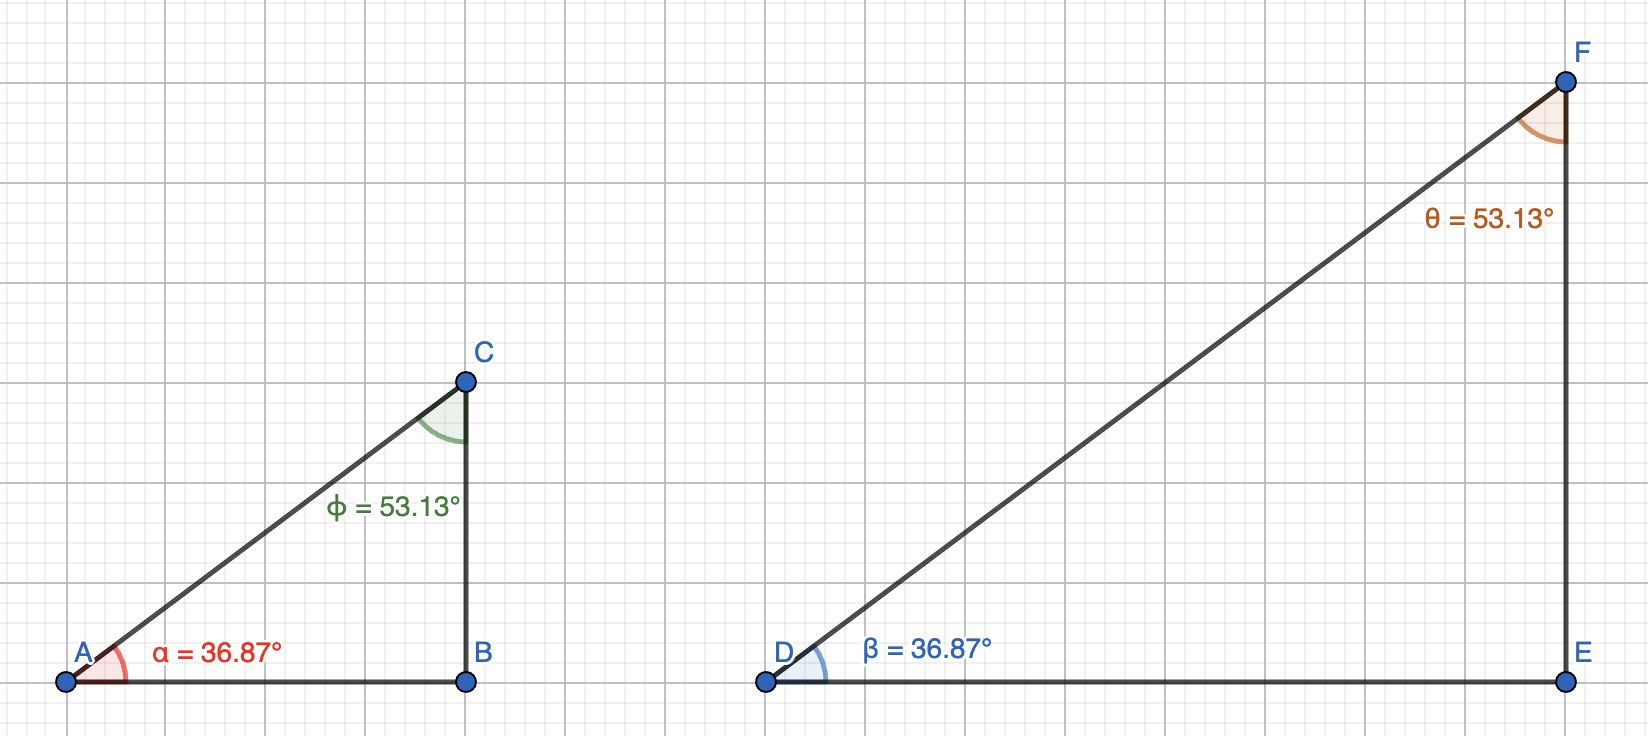 F
θ = 53.13°
C
ϕ = 53.13°
A
α = 36.87°
B
D
β = 36.87°
E